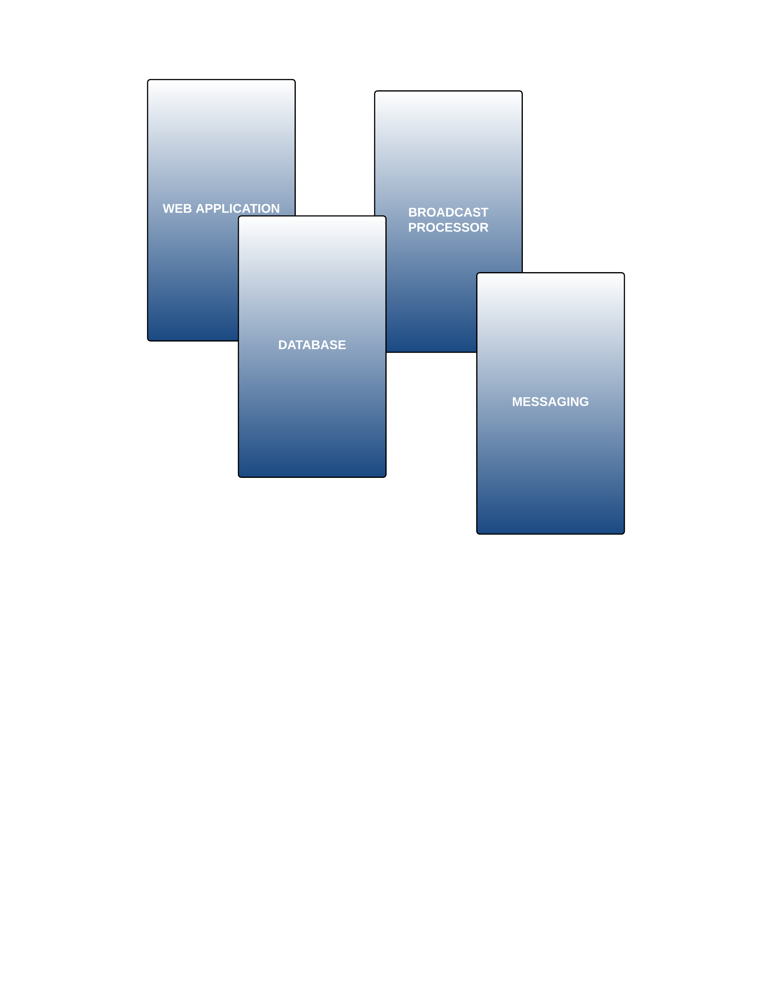 WEB APPLICATION
BROADCAST
PROCESSOR
DATABASE
MESSAGING